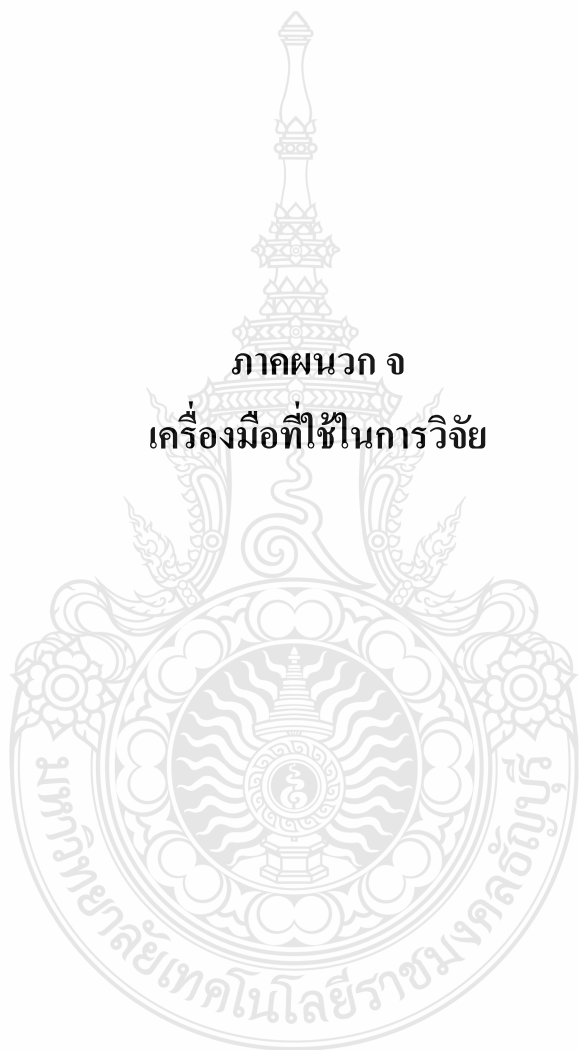 ภาคผนวก จ
เครื่องมือที่ใช้ในการวิจัย
มหาวิทยาลัยเทคโนโลยีราชมงคลธัญบุรี